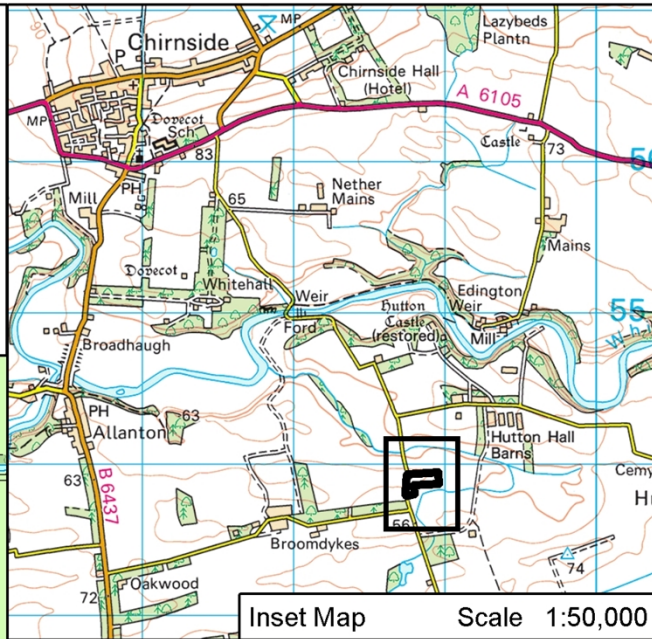 MP
Lazybeds
Plantn
Chirnside
P
Chirnside Hall
(Hotel)
A 6105
MP
Dovecot
Sch
Castle
83
73
PH
Mill
65
Nether
Mains
Mains
Dovecot
Whitehall
Weir
Edington
Weir
55
Hutton
Castle
(restored)
Ford
Mill
Broadhaugh
PH
63
Allanton
Hutton Hall
Barns
63
B 6437
Cemy
56
Broomdykes
74
Oakwood
72
Inset Map Scale 1:50,000